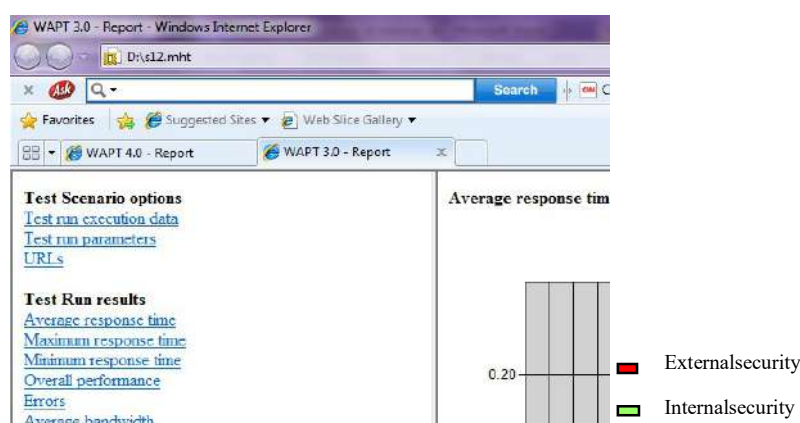 WAPT 3.0 - Report - Windows Internet Explorer
D:\s12.mht
x Ask Search
Favorites Suggested Sites Web Slice Gallery
WAPT 4.0 - Report WAPT 3.0 - Report x
Test Scenario options
Test run execution data
Test run parameters
URLs
Test Run results
Average response time
Maximum response time
Minimum response time
Overall performance
Errors
Average bandwidth
Average response tim
0.20
Externalsecurity
Internalsecurity